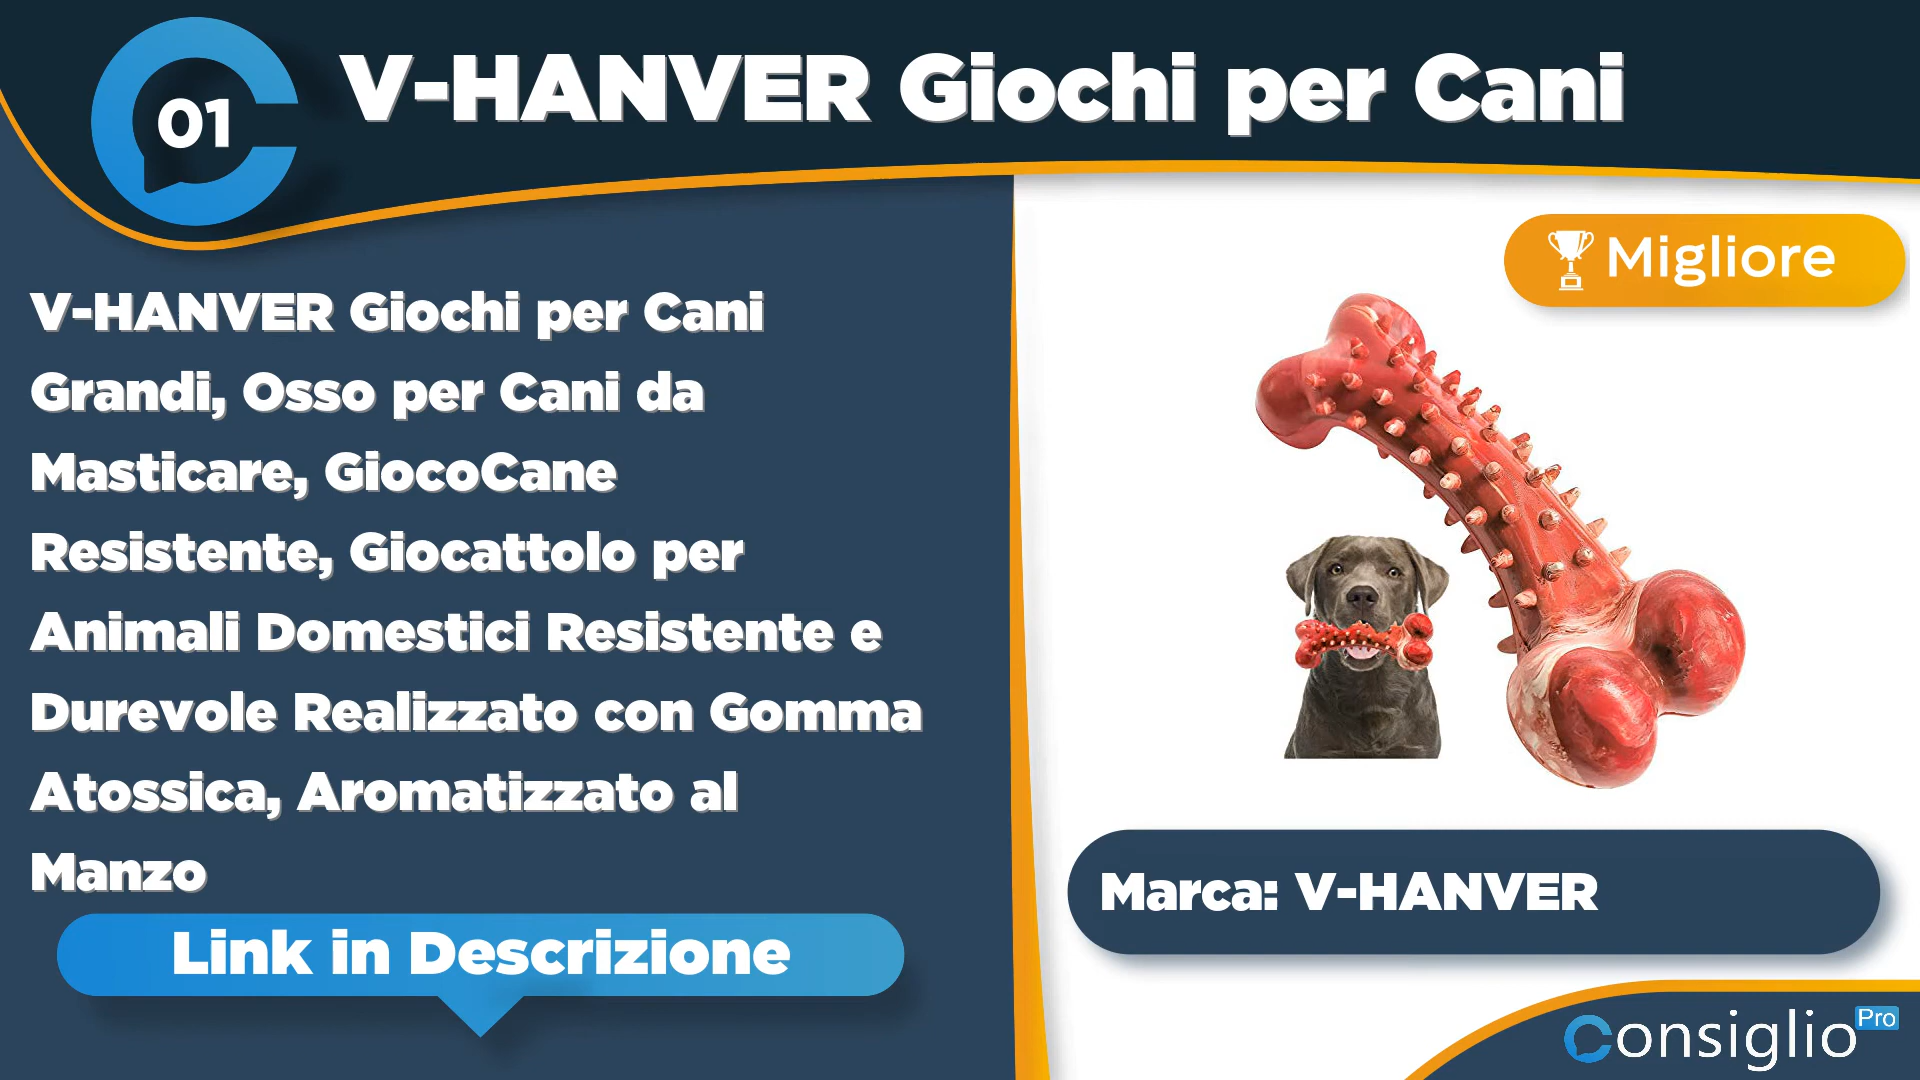 01
V-HANVER Giochi per Cani
V-HANVER Giochi per Cani
Grandi, Osso per Cani da
Masticare, GiocoCane
Resistente, Giocattolo per
Animali Domestici Resistente e
Durevole Realizzato con Gomma
Atossica, Aromatizzato al
Manzo
Link in Descrizione
Migliore
Marca: V-HANVER
Consiglio Pro